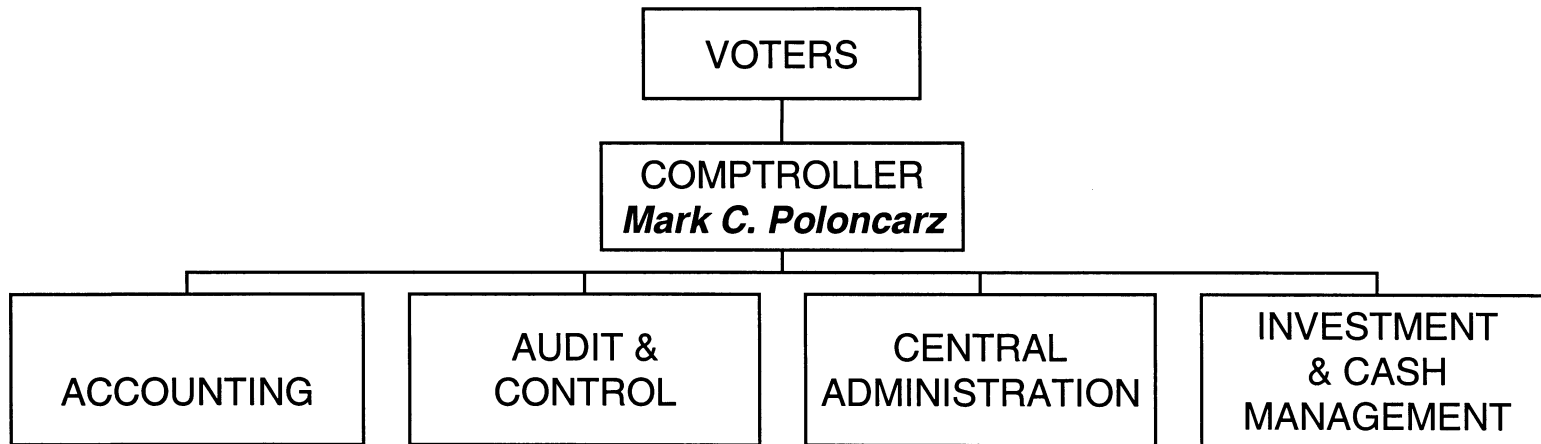 VOTERS
COMPTROLLER
Mark C. Poloncarz
ACCOUNTING
AUDIT &
CONTROL
CENTRAL
ADMINISTRATION
INVESTMENT
& CASH
MANAGEMENT